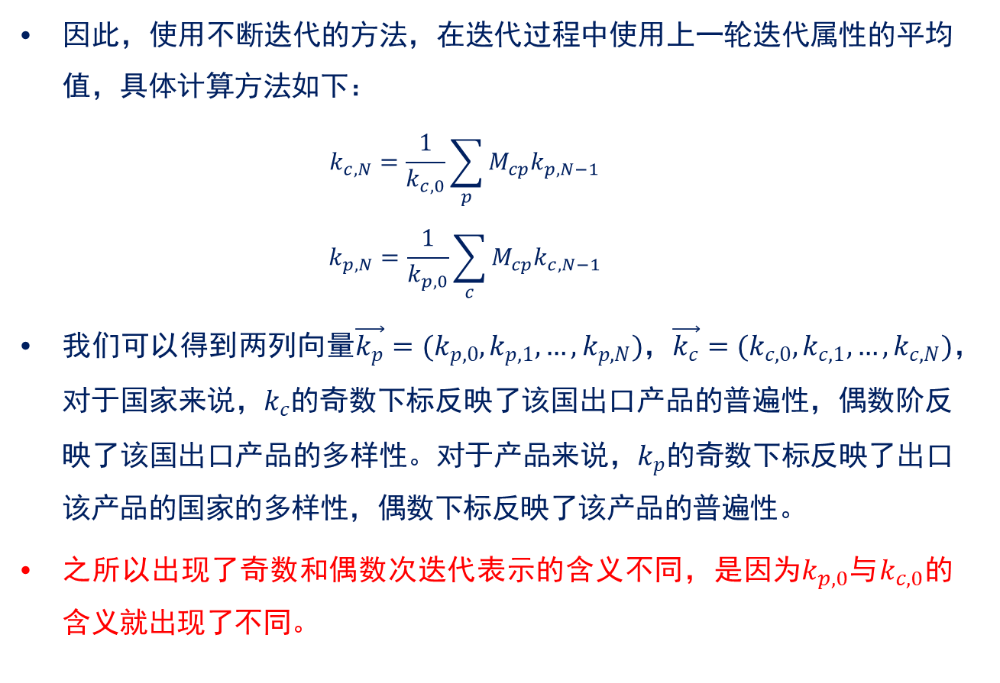 • 因此，使用不断迭代的方法，在迭代过程中使用上一轮迭代属性的平均
值，具体计算方法如下：
$k_{c,N} = \frac{1}{k_{c,0}} \sum_{p} M_{cp} k_{p,N-1}$
$k_{p,N} = \frac{1}{k_{p,0}} \sum_{c} M_{cp} k_{c,N-1}$
• 我们可以得到两列向量$\overrightarrow{k_p} = (k_{p,0}, k_{p,1}, \ldots, k_{p,N})$，$\overrightarrow{k_c} = (k_{c,0}, k_{c,1}, \ldots, k_{c,N})$，
对于国家来说，$k_c$的奇数下标反映了该国出口产品的普遍性，偶数阶反
映了该国出口产品的多样性。对于产品来说，$k_p$的奇数下标反映了出口
该产品的国家的多样性，偶数下标反映了该产品的普遍性。
• 之所以出现了奇数和偶数次迭代表示的含义不同，是因为$k_{p,0}$与$k_{c,0}$的
含义就出现了不同。